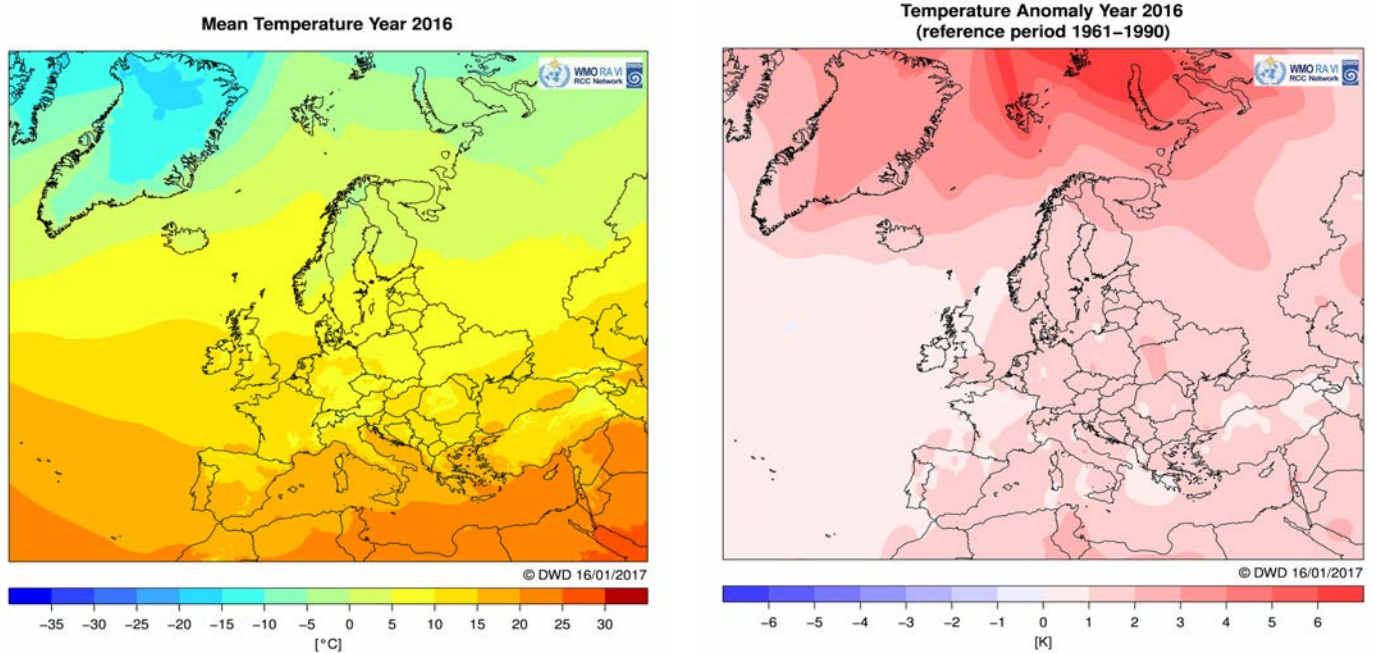 Mean Temperature Year 2016
WMO RA VI
RCC Network
DWD
© DWD 16/01/2017
−35 −30 −25 −20 −15 −10 −5 0 5 10 15 20 25 30
[°C]
Temperature Anomaly Year 2016
(reference period 1961−1990)
WMO RA VI
RCC Network
DWD
© DWD 16/01/2017
−6 −5 −4 −3 −2 −1 0 1 2 3 4 5 6
[K]